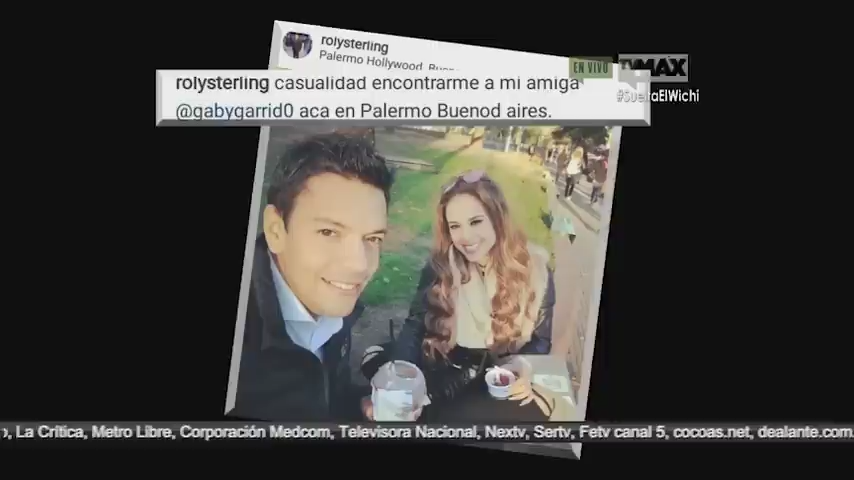 rolysterling
Palermo Hollywood, Buen
EN VIVO
TVMAX
#SueltaElWichi
rolysterling casualidad encontrarme a mi amiga
@gabygarrid0 aca en Palermo Buenod aires.
, La Crítica, Metro Libre, Corporación Medcom, Televisora Nacional, Nextv, Sertv, Fetv canal 5, cocoas.net, dealante.com